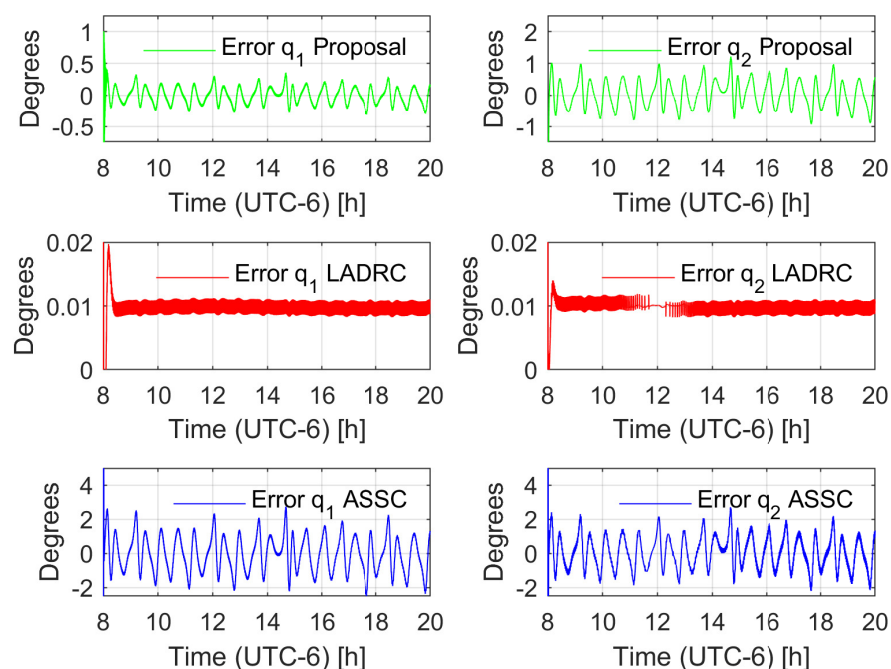 Error q1 Proposal
1
0.5
0
-0.5
Degrees
8 10 12 14 16 18 20
Time (UTC-6) [h]
Error q2 Proposal
2
1
0
-1
Degrees
8 10 12 14 16 18 20
Time (UTC-6) [h]
Error q1 LADRC
0.02
0.01
0
Degrees
8 10 12 14 16 18 20
Time (UTC-6) [h]
Error q2 LADRC
0.02
0.01
0
Degrees
8 10 12 14 16 18 20
Time (UTC-6) [h]
Error q1 ASSC
4
2
0
-2
Degrees
8 10 12 14 16 18 20
Time (UTC-6) [h]
Error q2 ASSC
4
2
0
-2
Degrees
8 10 12 14 16 18 20
Time (UTC-6) [h]